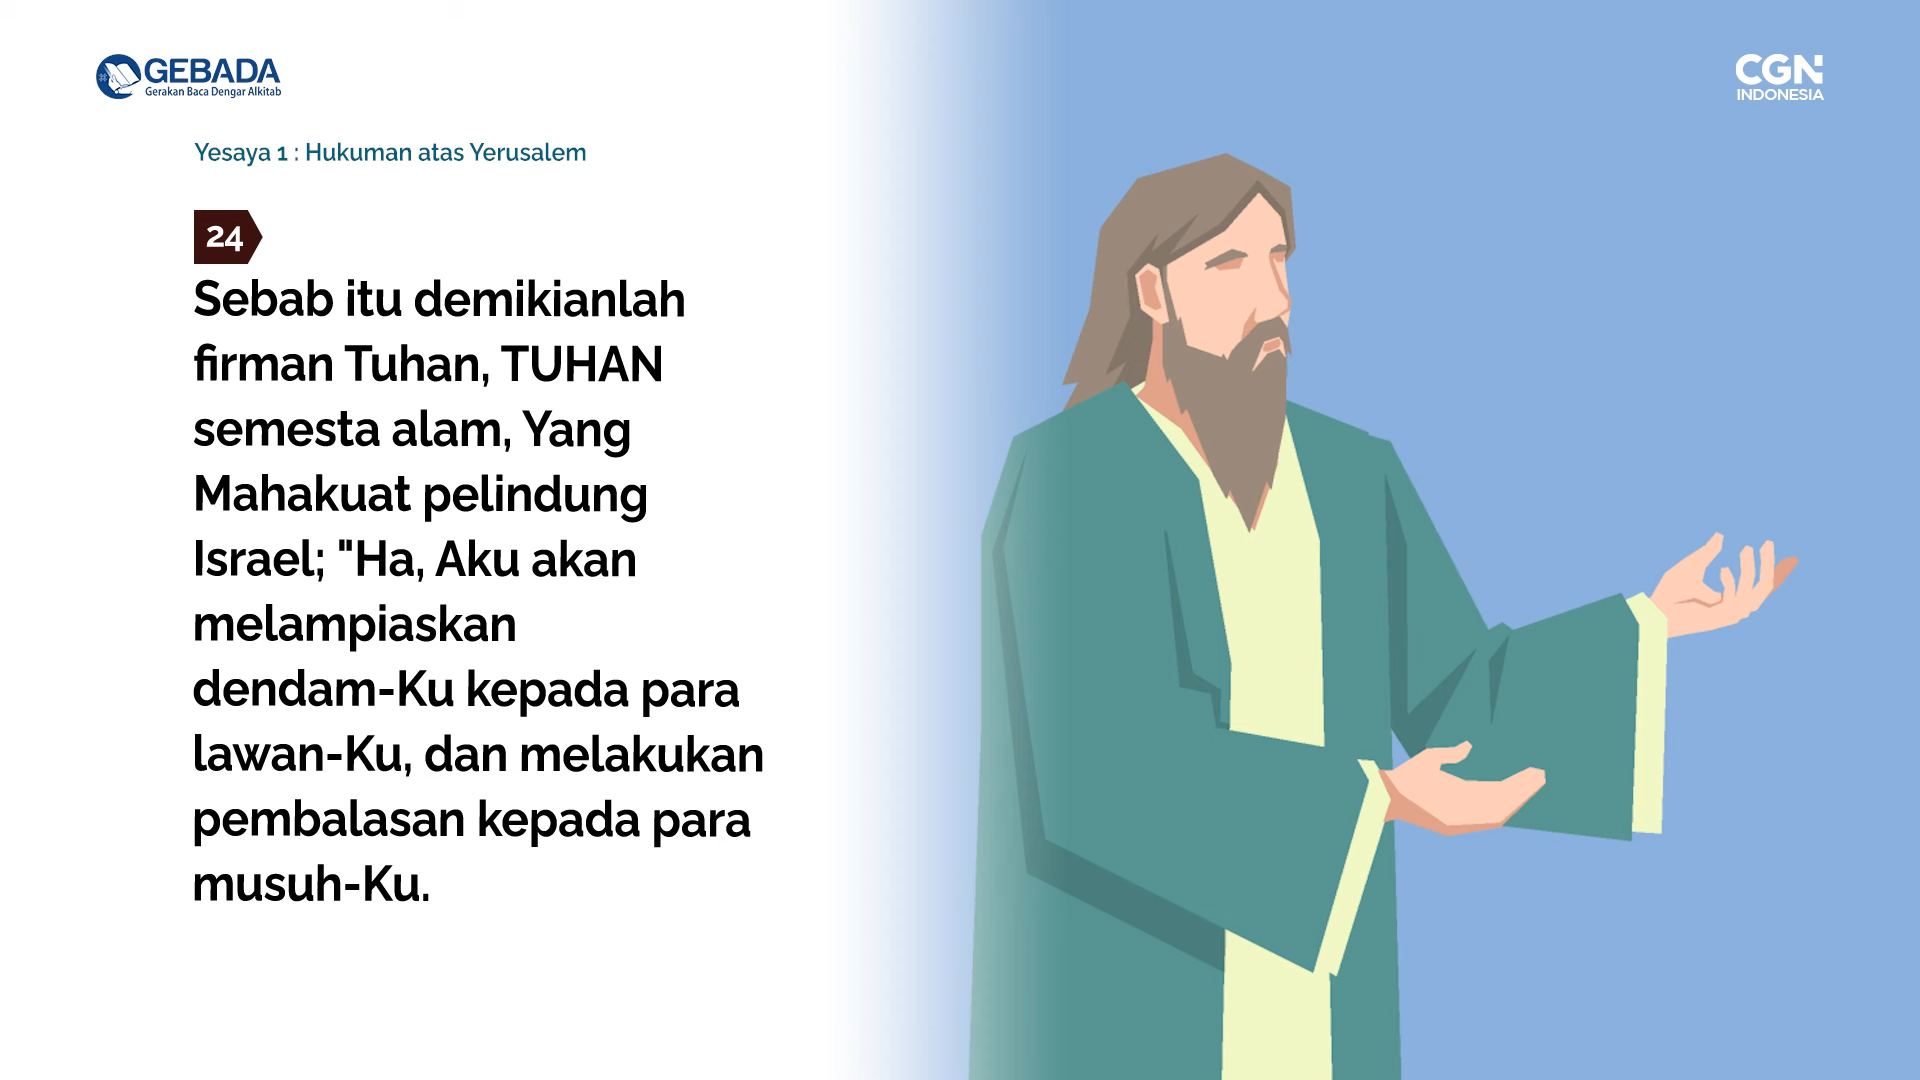 GEBADA
Gerakan Baca Dengar Alkitab
CGN
INDONESIA
Yesaya 1 : Hukuman atas Yerusalem
24
Sebab itu demikianlah
firman Tuhan, TUHAN
semesta alam, Yang
Mahakuat pelindung
Israel; "Ha, Aku akan
melampiaskan
dendam-Ku kepada para
lawan-Ku, dan melakukan
pembalasan kepada para
musuh-Ku.